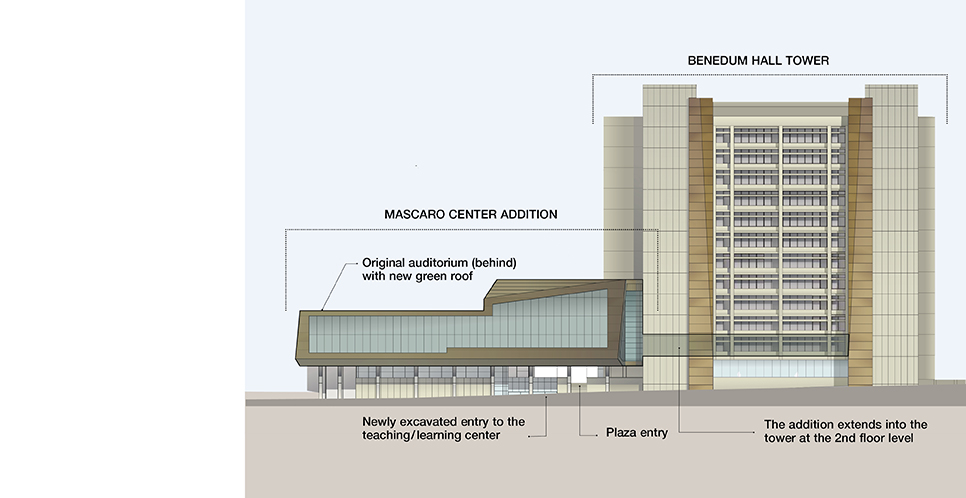 BENEDUM HALL TOWER
MASCARO CENTER ADDITION
Original auditorium (behind)
with new green roof
Newly excavated entry to the
teaching/learning center
Plaza entry
The addition extends into the
tower at the 2nd floor level